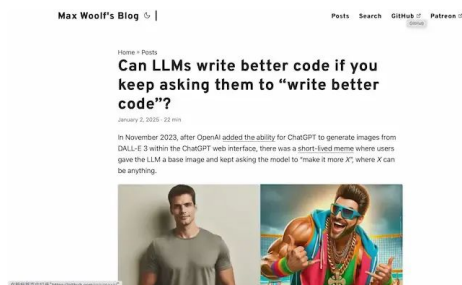 Max Woolf's Blog
Posts Search GitHub Patreon
GitHub
Home » Posts
Can LLMs write better code if you
keep asking them to “write better
code”?
January 2, 2025 · 22 min
In November 2023, after OpenAI added the ability for ChatGPT to generate images from
DALL-E 3 within the ChatGPT web interface, there was a short-lived meme where users
gave the LLM a base image and kept asking the model to “make it more X”, where X can
be anything.